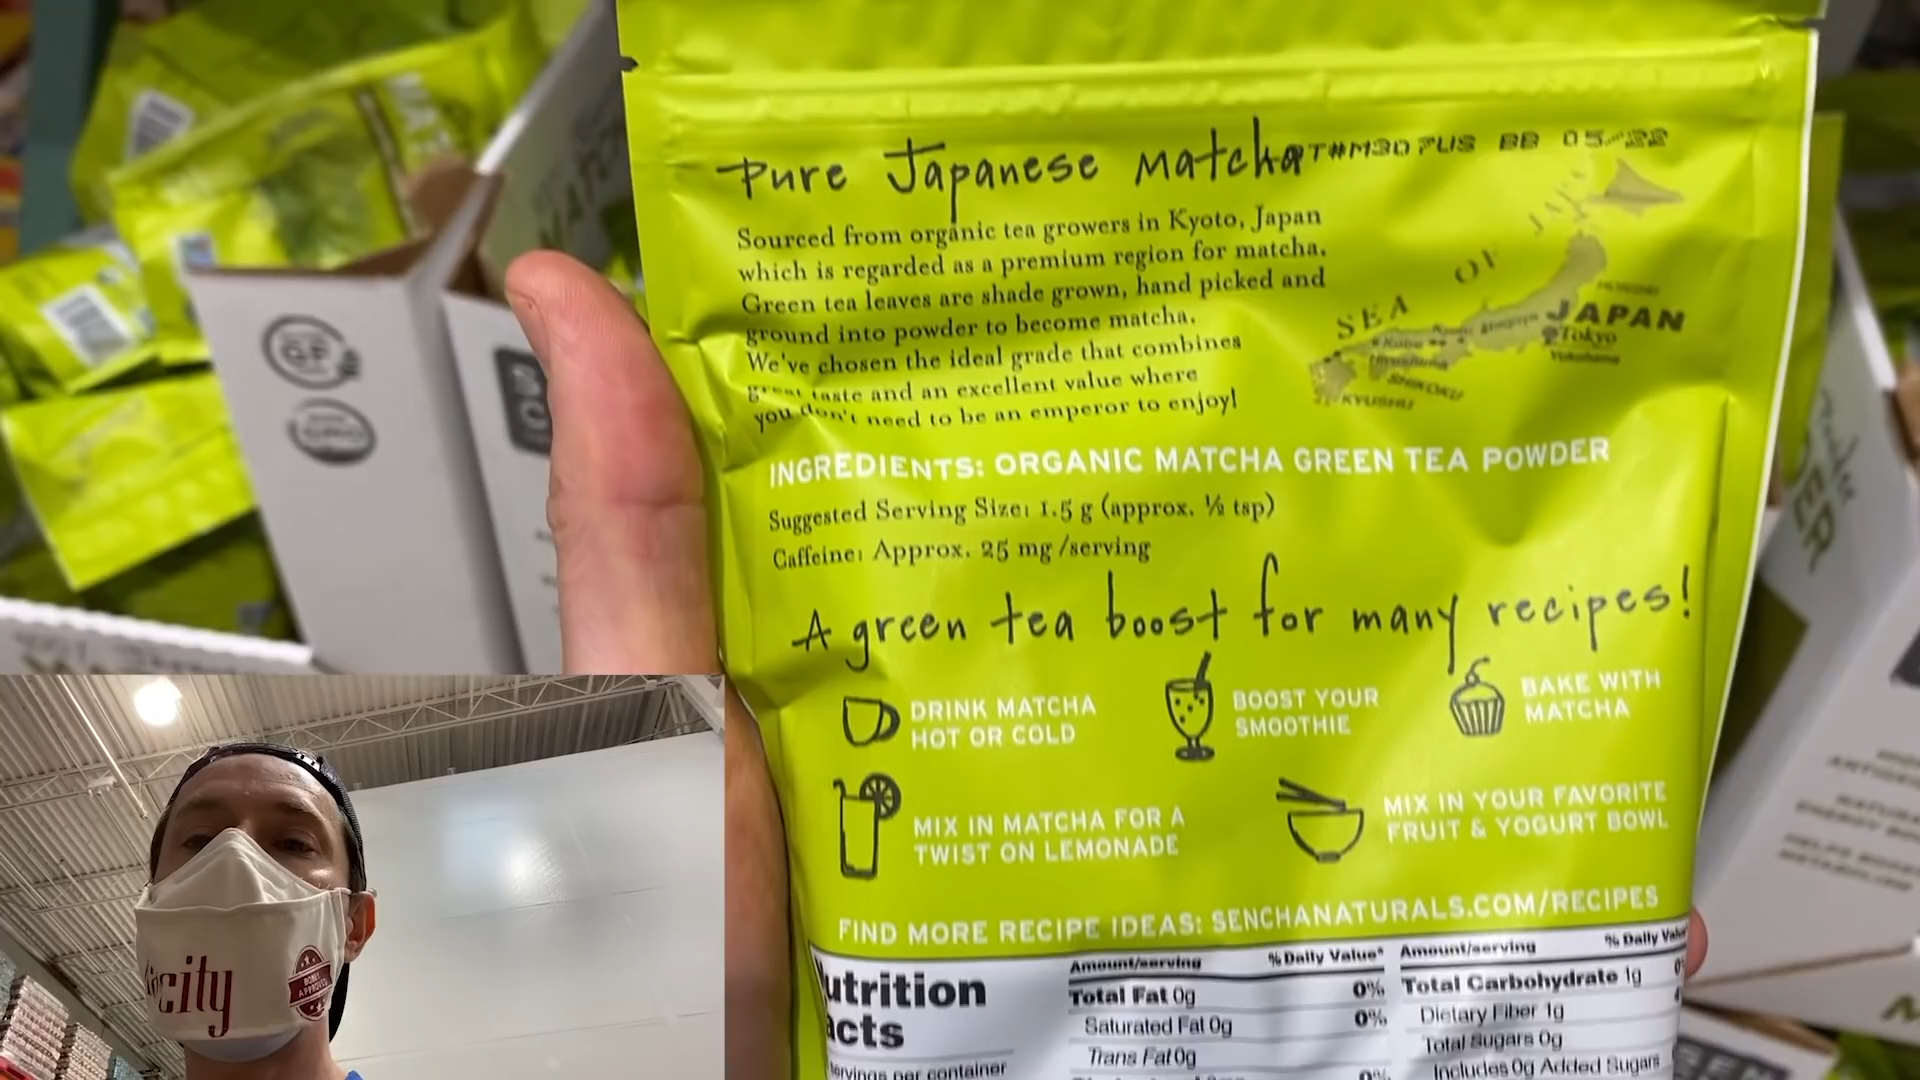 Pure Japanese Matcha
BB 05
Sourced from organic tea growers in Kyoto, Japan
which is regarded as a premium region for matcha.
Green tea leaves are shade grown, hand picked and
ground into powder to become matcha.
We've chosen the ideal grade that combines
great taste and an excellent value where
you don't need to be an emperor to enjoy!
SEA OF JAPAN
JAPAN
Tokyo
Yokohama
Kobe
Hiroshima
SHIKOKU
KYUSHU
INGREDIENTS: ORGANIC MATCHA GREEN TEA POWDER
Suggested Serving Size: 1.5 g (approx. ½ tsp)
Caffeine: Approx. 25 mg/serving
A green tea boost for many recipes!
DRINK MATCHA
HOT OR COLD
BOOST YOUR
SMOOTHIE
BAKE WITH
MATCHA
MIX IN MATCHA FOR A
TWIST ON LEMONADE
MIX IN YOUR FAVORITE
FRUIT & YOGURT BOWL
FIND MORE RECIPE IDEAS: SENCHANATURALS.COM/RECIPES
utrition
acts
ervings per container
Amount/serving % Daily Value*
Total Fat 0g 0%
Saturated Fat 0g 0%
Trans Fat 0g
Amount/serving % Daily Value
Total Carbohydrate 1g
Dietary Fiber 1g
Total Sugars 0g
Includes 0g Added Sugars
GF
city
BOBBY
APPROVED